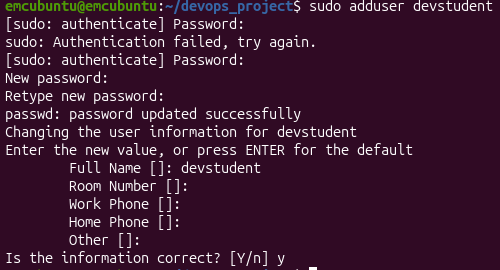 emcubuntu@emcubuntu:~/devops_project$ sudo adduser devstudent
[sudo: authenticate] Password:
sudo: Authentication failed, try again.
[sudo: authenticate] Password:
New password:
Retype new password:
passwd: password updated successfully
Changing the user information for devstudent
Enter the new value, or press ENTER for the default
        Full Name []: devstudent
        Room Number []:
        Work Phone []:
        Home Phone []:
        Other []:
Is the information correct? [Y/n] y